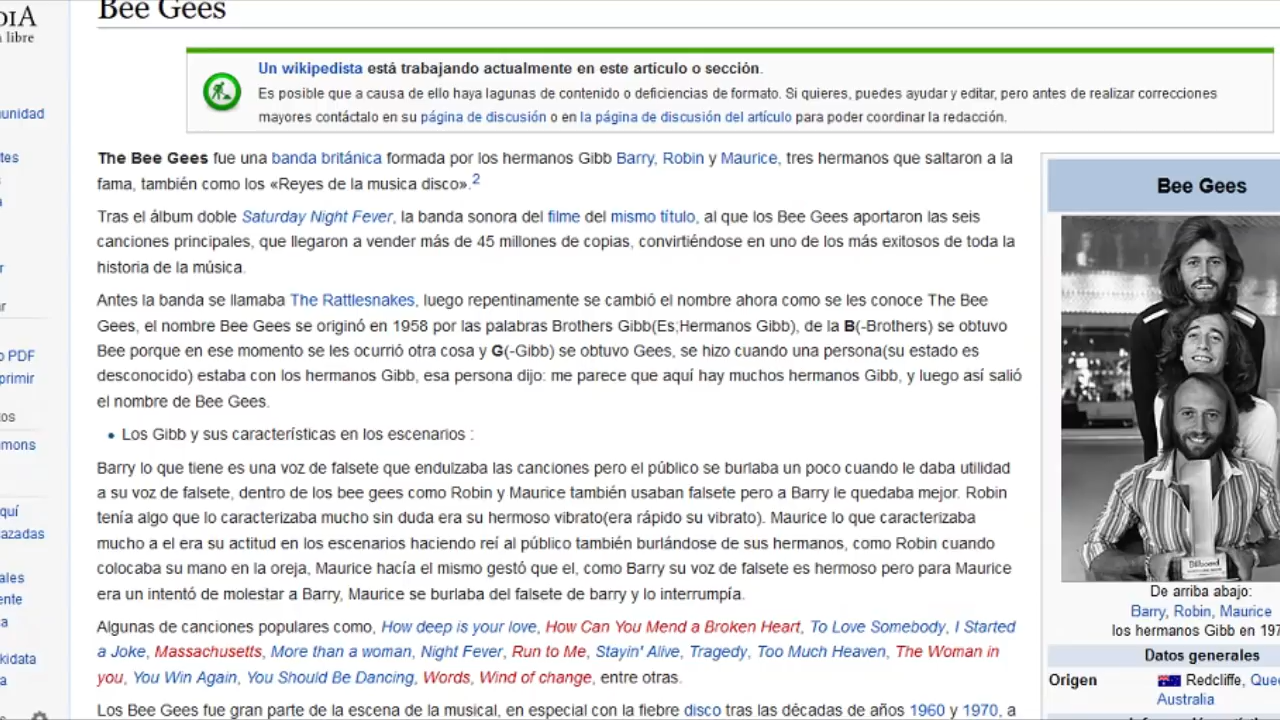 DIA
Bee Gees
libre
Un wikipedista está trabajando actualmente en este artículo o sección.
Es posible que a causa de ello haya lagunas de contenido o deficiencias de formato. Si quieres, puedes ayudar y editar, pero antes de realizar correcciones
mayores contáctalo en su página de discusión o en la página de discusión del artículo para poder coordinar la redacción.
The Bee Gees fue una banda británica formada por los hermanos Gibb Barry, Robin y Maurice, tres hermanos que saltaron a la
fama, también como los «Reyes de la musica disco».2
Tras el álbum doble Saturday Night Fever, la banda sonora del filme del mismo título, al que los Bee Gees aportaron las seis
canciones principales, que llegaron a vender más de 45 millones de copias, convirtiéndose en uno de los más exitosos de toda la
historia de la música.
Antes la banda se llamaba The Rattlesnakes, luego repentinamente se cambió el nombre ahora como se les conoce The Bee
Gees, el nombre Bee Gees se originó en 1958 por las palabras Brothers Gibb(Es;Hermanos Gibb), de la B(-Brothers) se obtuvo
Bee porque en ese momento se les ocurrió otra cosa y G(-Gibb) se obtuvo Gees, se hizo cuando una persona(su estado es
desconocido) estaba con los hermanos Gibb, esa persona dijo: me parece que aquí hay muchos hermanos Gibb, y luego así salió
el nombre de Bee Gees.
• Los Gibb y sus características en los escenarios :
Barry lo que tiene es una voz de falsete que endulzaba las canciones pero el público se burlaba un poco cuando le daba utilidad
a su voz de falsete, dentro de los bee gees como Robin y Maurice también usaban falsete pero a Barry le quedaba mejor. Robin
tenía algo que lo caracterizaba mucho sin duda era su hermoso vibrato(era rápido su vibrato). Maurice lo que caracterizaba
mucho a el era su actitud en los escenarios haciendo reí al público también burlándose de sus hermanos, como Robin cuando
colocaba su mano en la oreja, Maurice hacía el mismo gestó que el, como Barry su voz de falsete es hermoso pero para Maurice
era un intentó de molestar a Barry, Maurice se burlaba del falsete de barry y lo interrumpía.
Algunas de canciones populares como, How deep is your love, How Can You Mend a Broken Heart, To Love Somebody, I Started
a Joke, Massachusetts, More than a woman, Night Fever, Run to Me, Stayin' Alive, Tragedy, Too Much Heaven, The Woman in
you, You Win Again, You Should Be Dancing, Words, Wind of change, entre otras.
Los Bee Gees fue gran parte de la escena de la musical, en especial con la fiebre disco tras las décadas de años 1960 y 1970, a
Bee Gees
Billboard
De arriba abajo:
Barry, Robin, Maurice
los hermanos Gibb en 197
Datos generales
Origen Redcliffe, Quee
Australia
unidad
tes
PDF
primir
os
mons
quí
azadas
ales
ente
kidata